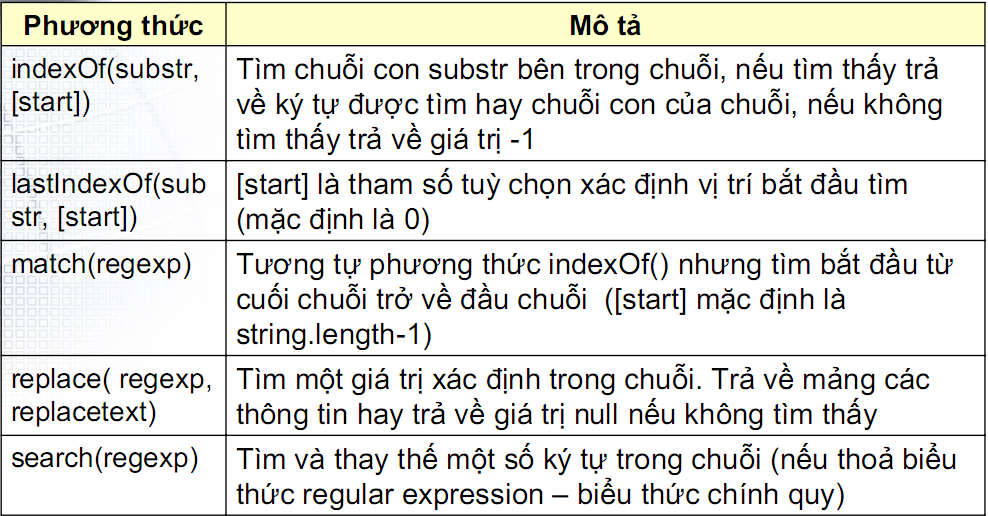 Phương thức
Mô tả
indexOf(substr,
[start])
Tìm chuỗi con substr bên trong chuỗi, nếu tìm thấy trả
về ký tự được tìm hay chuỗi con của chuỗi, nếu không
tìm thấy trả về giá trị -1
lastIndexOf(sub
str, [start])
[start] là tham số tuỳ chọn xác định vị trí bắt đầu tìm
(mặc định là 0)
match(regexp)
Tương tự phương thức indexOf() nhưng tìm bắt đầu từ
cuối chuỗi trở về đầu chuỗi ([start] mặc định là
string.length-1)
replace( regexp,
replacetext)
Tìm một giá trị xác định trong chuỗi. Trả về mảng các
thông tin hay trả về giá trị null nếu không tìm thấy
search(regexp)
Tìm và thay thế một số ký tự trong chuỗi (nếu thoả biểu
thức regular expression – biểu thức chính quy)